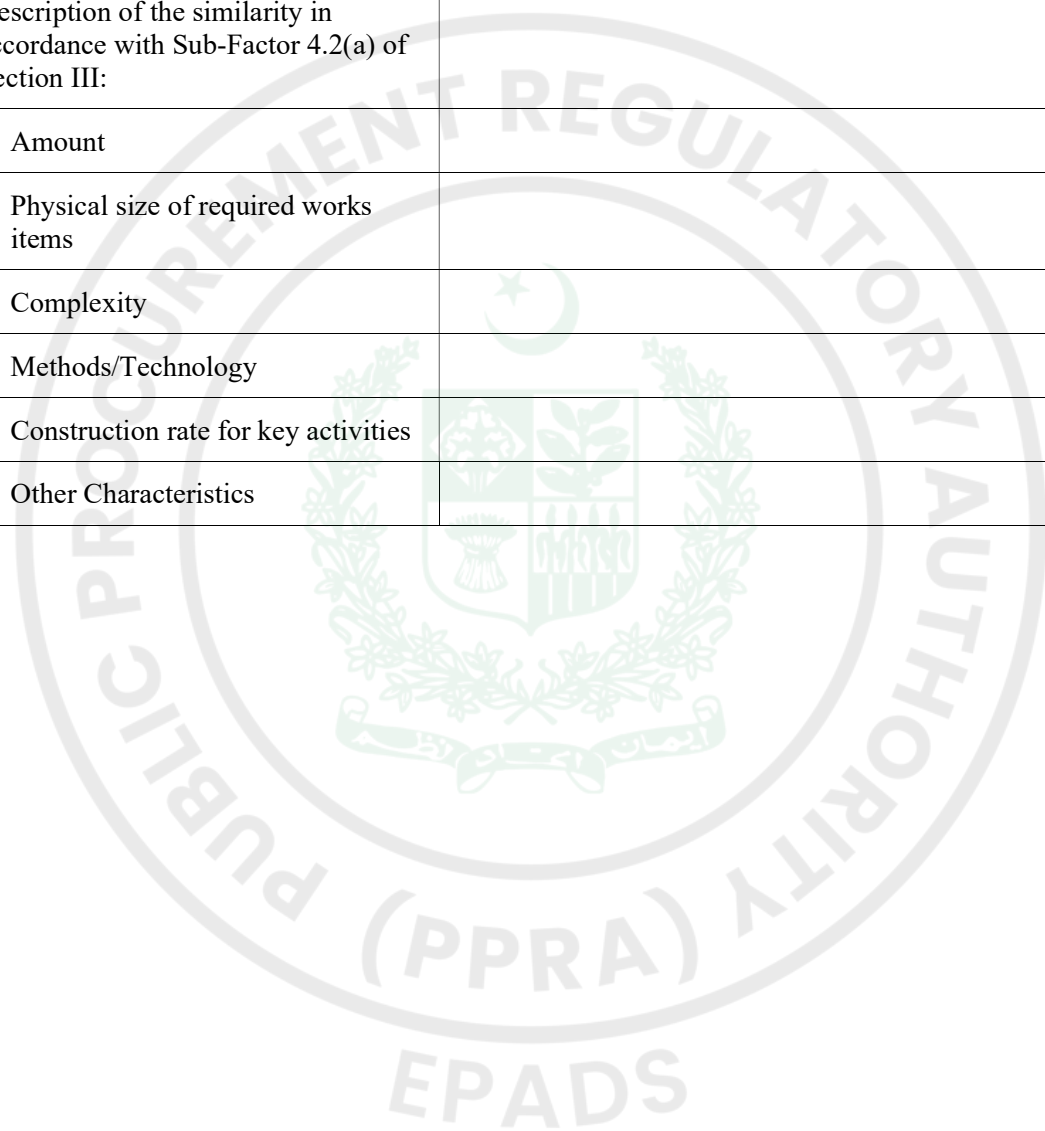 escription of the similarity in
ccordance with Sub-Factor 4.2(a) of
ection III:
Amount
Physical size of required works
items
Complexity
Methods/Technology
Construction rate for key activities
Other Characteristics
PUBLIC PROCUREMENT REGULATORY AUTHORITY
(PPRA)
EPADS